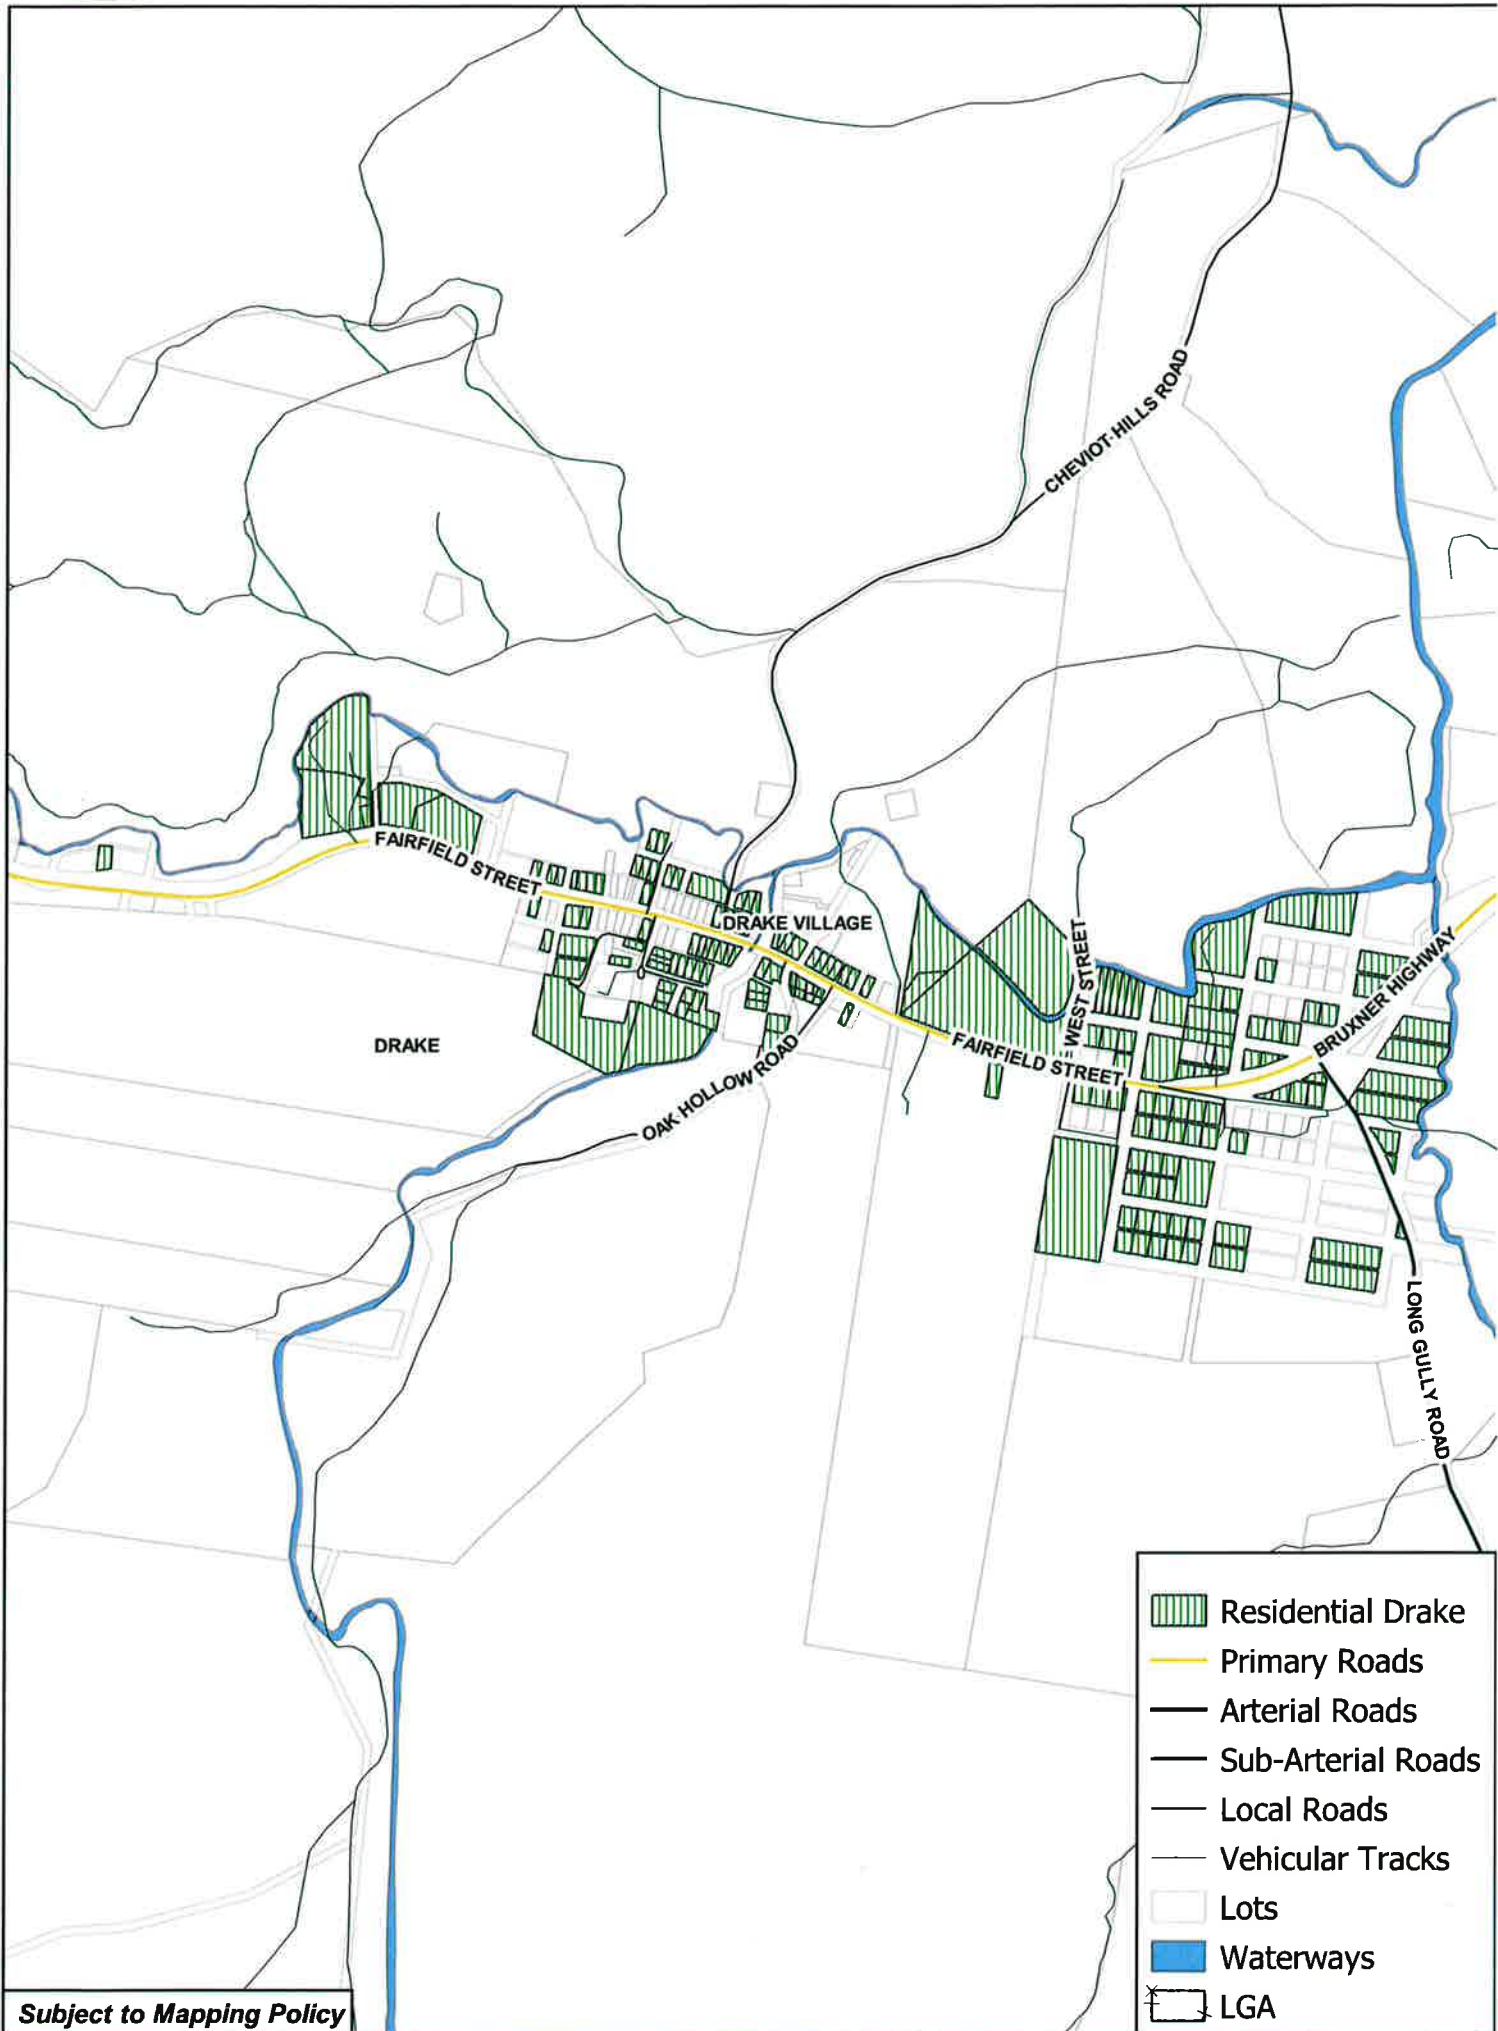 CHEVIOT HILLS ROAD
FAIRFIELD STREET
DRAKE VILLAGE
WEST STREET
BRUXNER HIGHWAY
DRAKE
FAIRFIELD STREET
OAK HOLLOW ROAD
LONG GULLY ROAD
Residential Drake
Primary Roads
Arterial Roads
Sub-Arterial Roads
Local Roads
Vehicular Tracks
Lots
Waterways
LGA
Subject to Mapping Policy